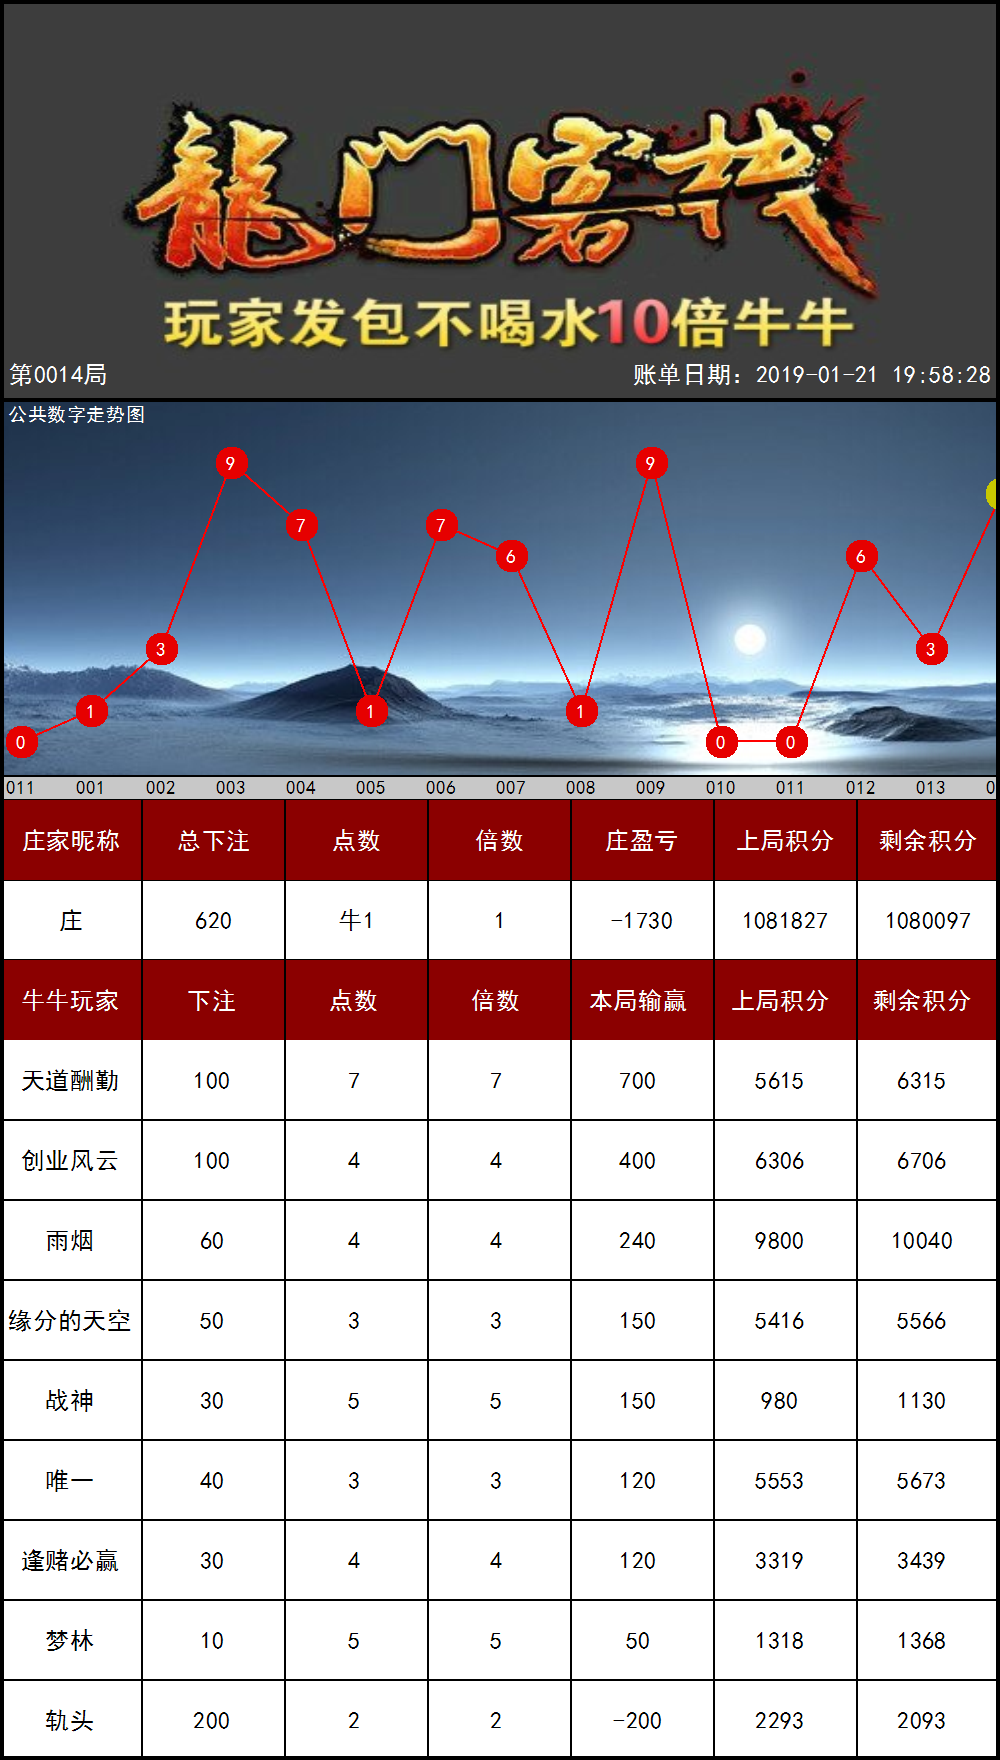 龍门客栈
玩家发包不喝水10倍牛牛
第0014局 账单日期：2019-01-21 19:58:28
公共数字走势图
9 9
7 7
6 6
3 3
1 1 1
0 0 0
011 001 002 003 004 005 006 007 008 009 010 011 012 013 0
庄家昵称 总下注 点数 倍数 庄盈亏 上局积分 剩余积分
庄 620 牛1 1 -1730 1081827 1080097
牛牛玩家 下注 点数 倍数 本局输赢 上局积分 剩余积分
天道酬勤 100 7 7 700 5615 6315
创业风云 100 4 4 400 6306 6706
雨烟 60 4 4 240 9800 10040
缘分的天空 50 3 3 150 5416 5566
战神 30 5 5 150 980 1130
唯一 40 3 3 120 5553 5673
逢赌必赢 30 4 4 120 3319 3439
梦林 10 5 5 50 1318 1368
轨头 200 2 2 -200 2293 2093